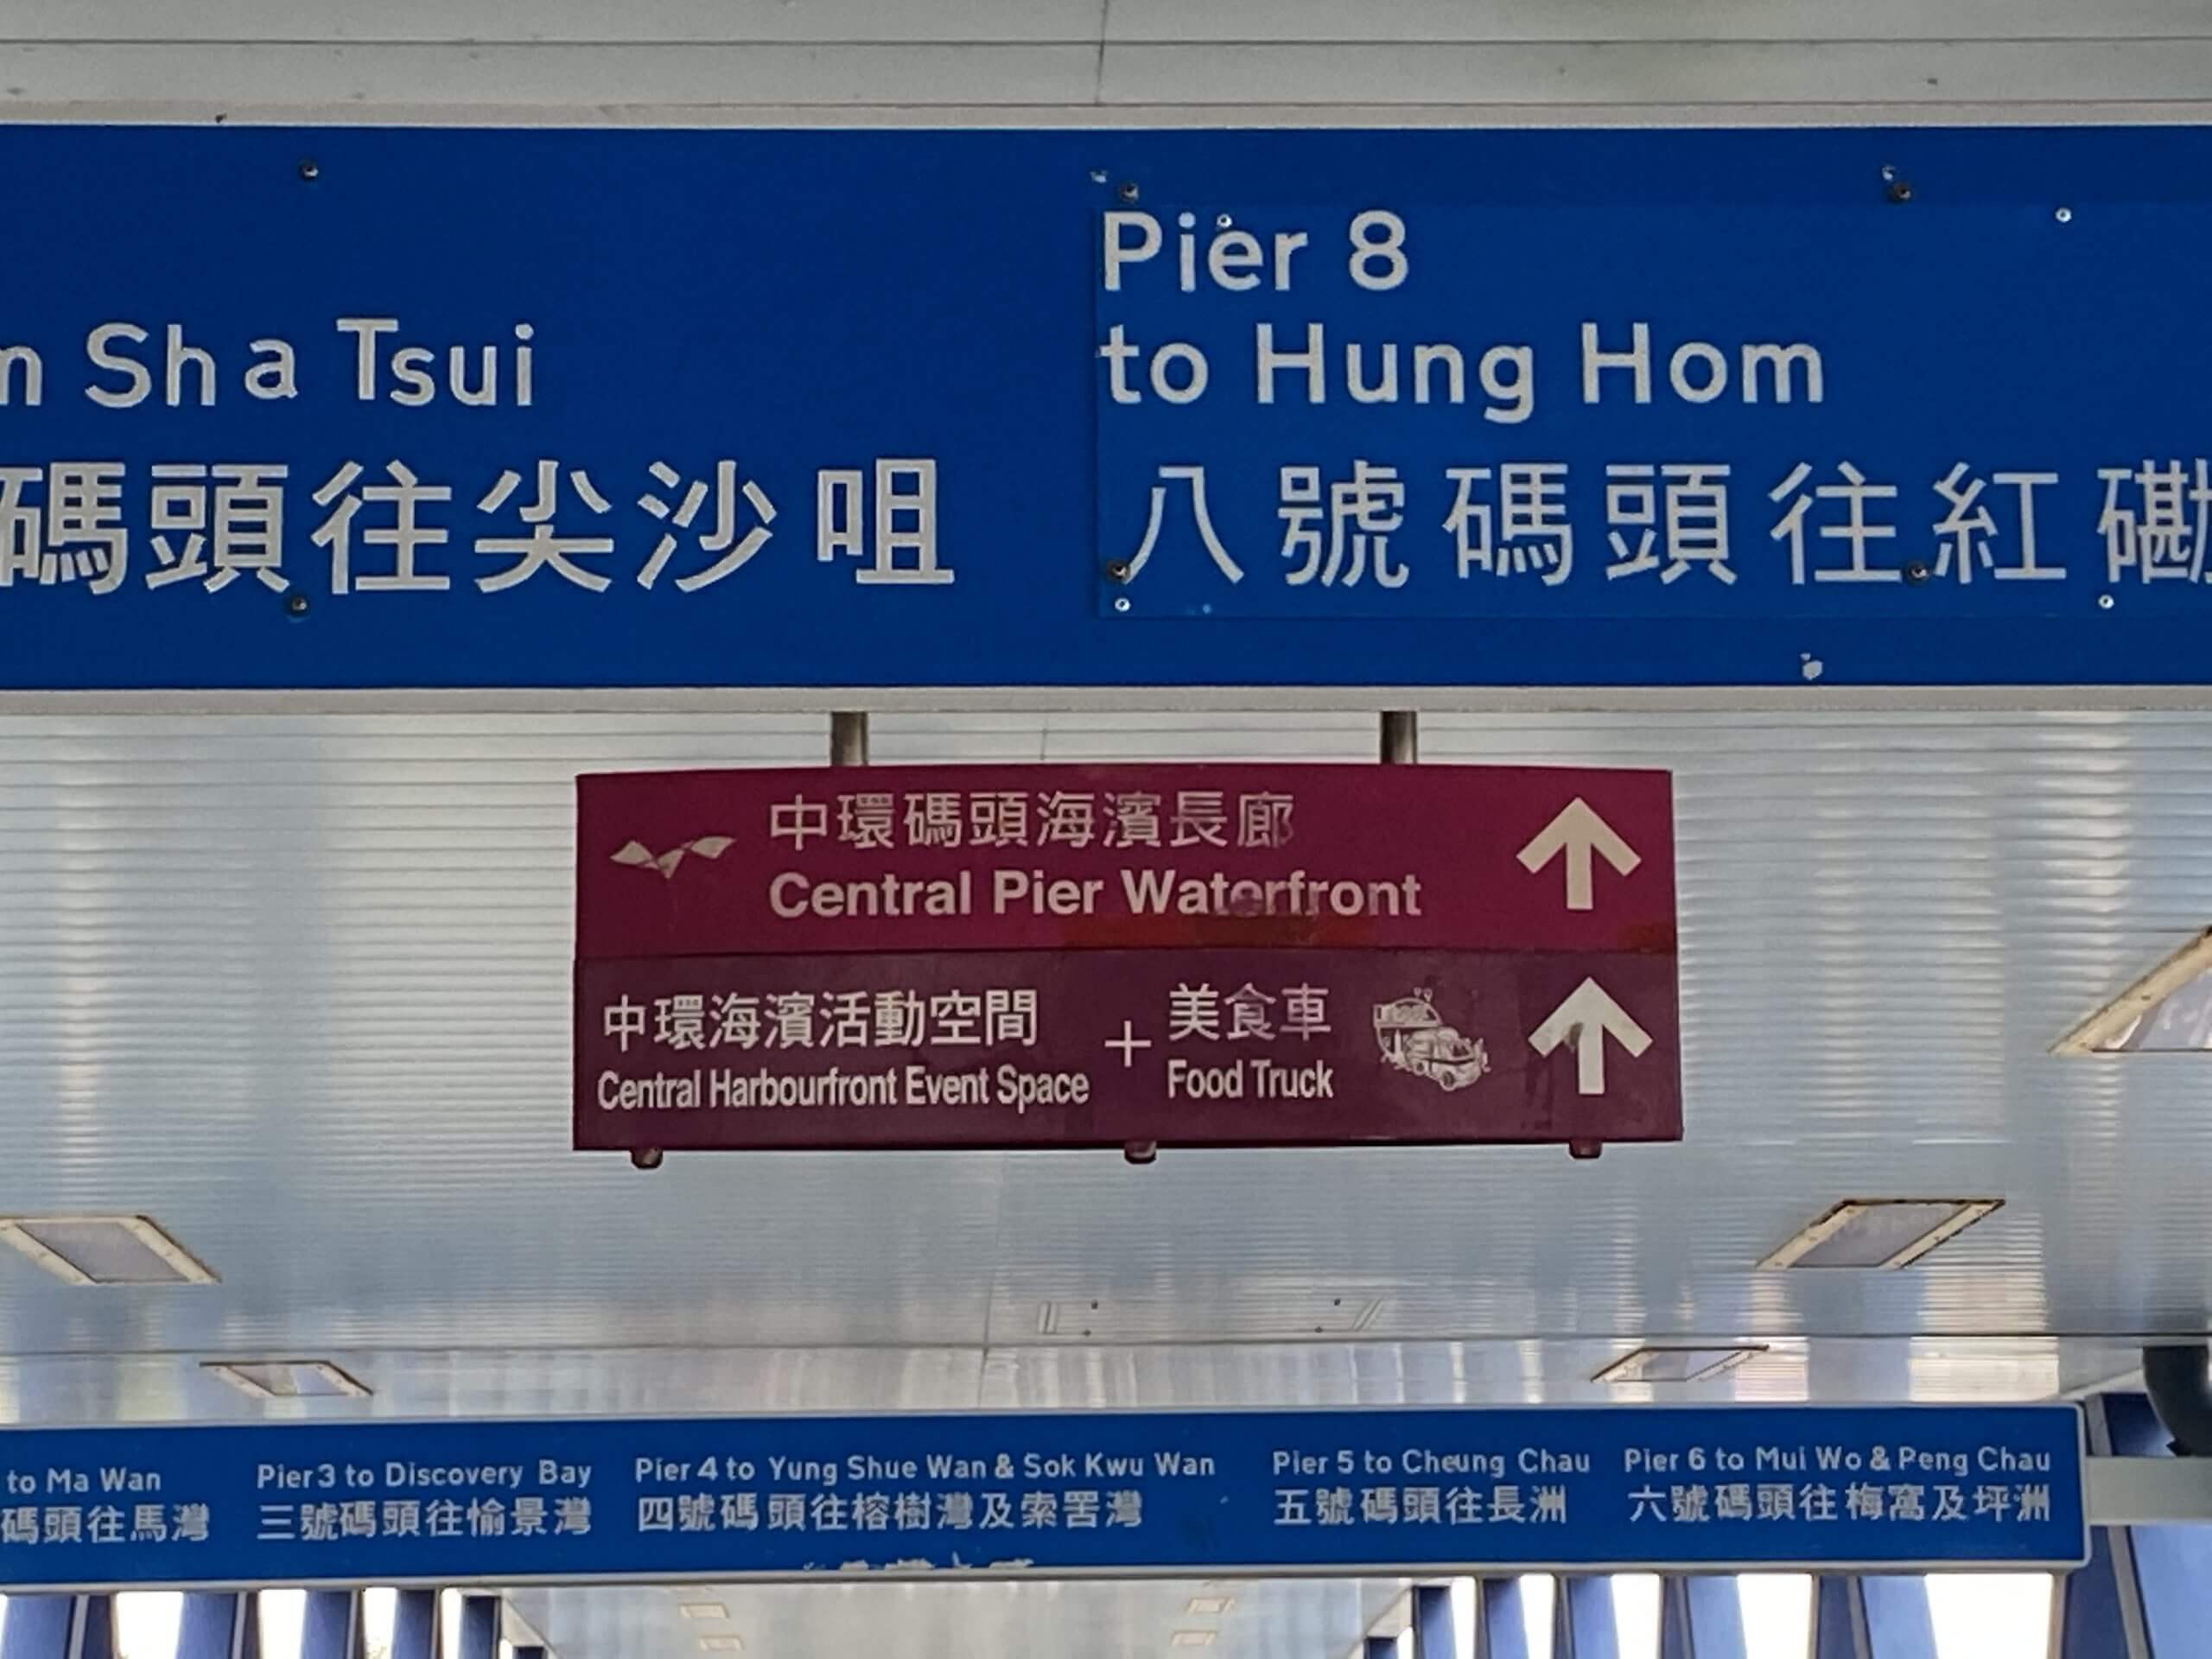 Sha Tsui
碼頭往尖沙咀
Pier 8
to Hung Hom
八號碼頭往紅磡
中環碼頭海濱長廊
Central Pier Waterfront
中環海濱活動空間
Central Harbourfront Event Space
+
美食車
Food Truck
to Ma Wan
碼頭往馬灣
Pier 3 to Discovery Bay
三號碼頭往愉景灣
Pier 4 to Yung Shue Wan & Sok Kwu Wan
四號碼頭往榕樹灣及索罟灣
Pier 5 to Cheung Chau
五號碼頭往長洲
Pier 6 to Mui Wo & Peng Chau
六號碼頭往梅窩及坪洲